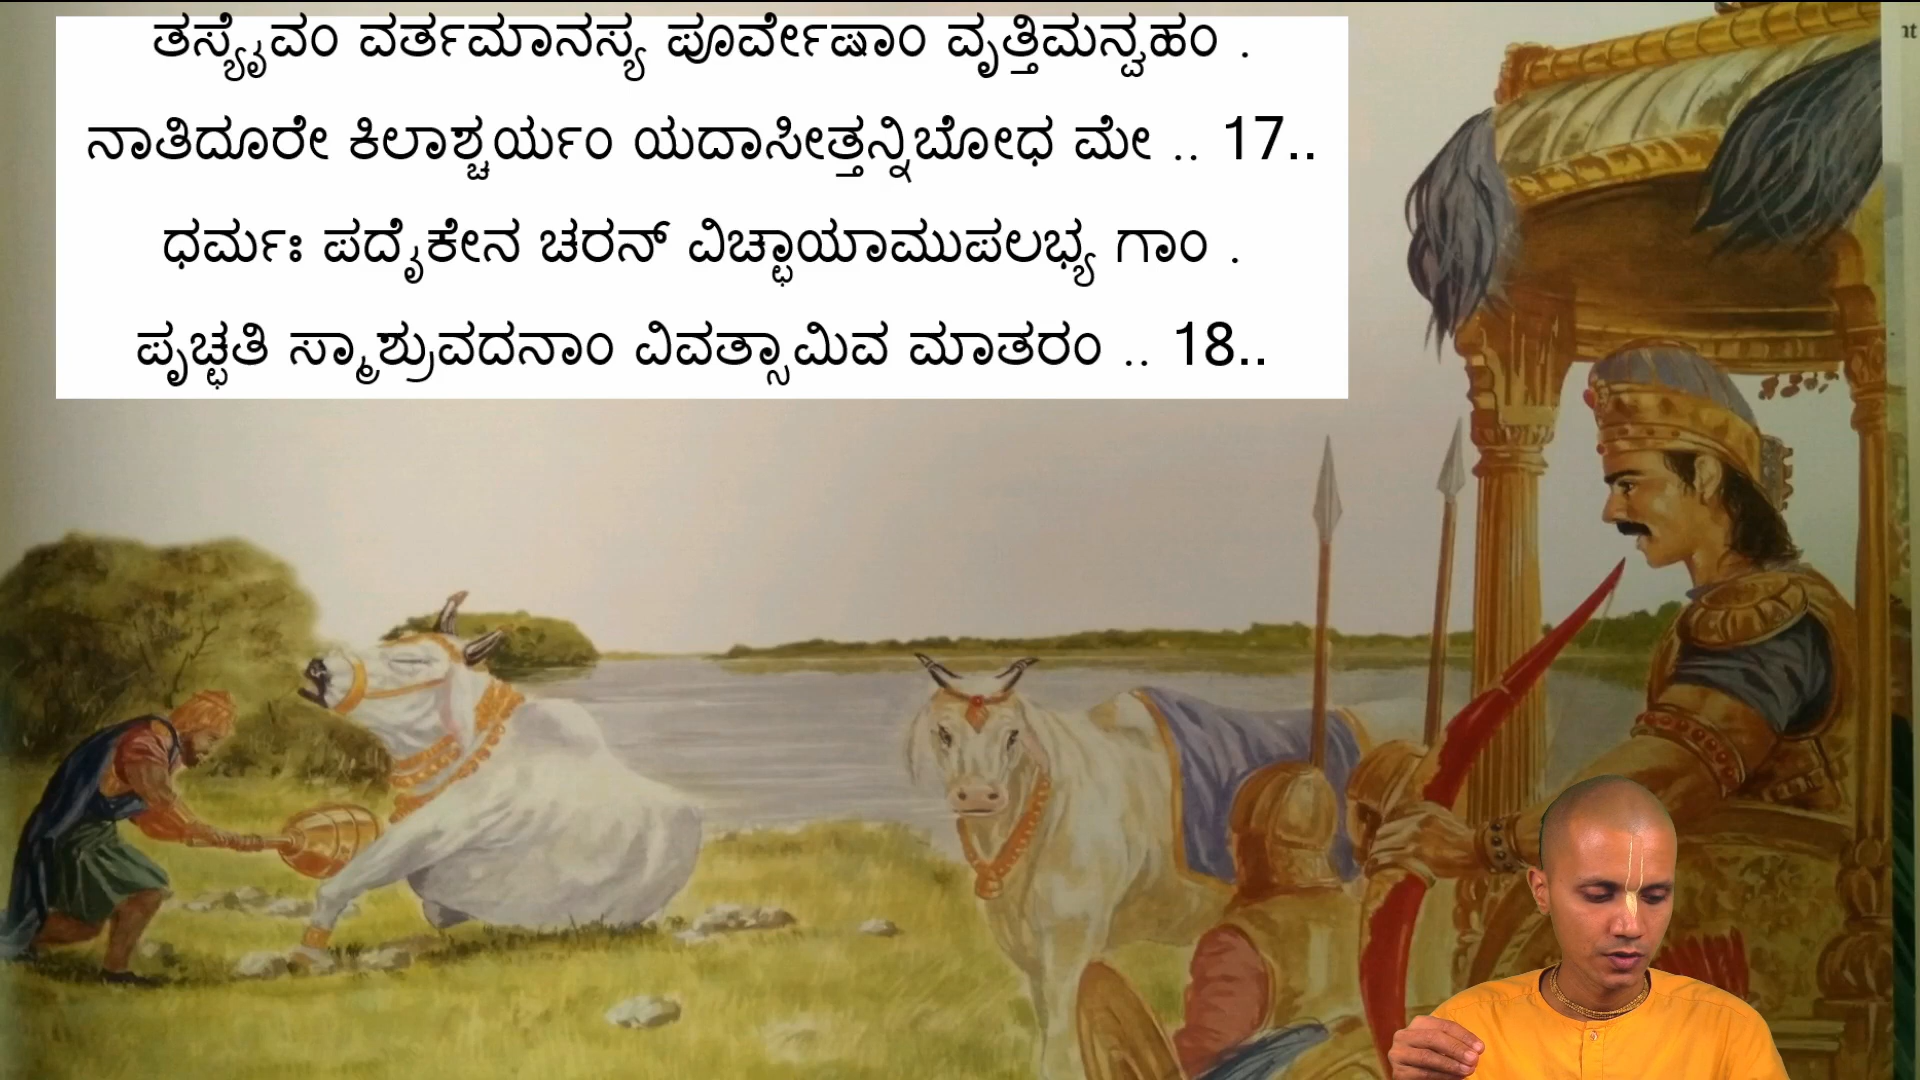 ತಸ್ಯೈವಂ ವರ್ತಮಾನಸ್ಯ ಪೂರ್ವೇಷಾಂ ವೃತ್ತಿಮನ್ವಹಂ .
ನಾತಿದೂರೇ ಕಿಲಾಶ್ಚರ್ಯಂ ಯದಾಸೀತ್ತನ್ನಿಬೋಧ ಮೇ .. 17..
ಧರ್ಮಃ ಪದೈಕೇನ ಚರನ್ ವಿಚ್ಛಾಯಾಮುಪಲಭ್ಯ ಗಾಂ .
ಪೃಚ್ಛತಿ ಸ್ಮಾಶ್ರುವದನಾಂ ವಿವತ್ಸಾಮಿವ ಮಾತರಂ .. 18..